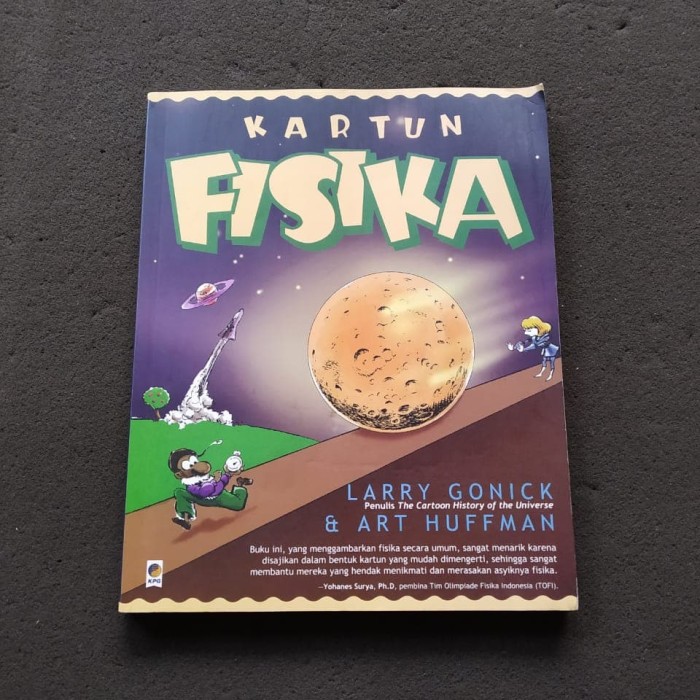 KARTUN
FISIKA
LARRY GONICK
Penulis The Cartoon History of the Universe
& ART HUFFMAN
Buku ini, yang menggambarkan fisika secara umum, sangat menarik karena
disajikan dalam bentuk kartun yang mudah dimengerti, sehingga sangat
membantu mereka yang hendak menikmati dan merasakan asyiknya fisika.
—Yohanes Surya, Ph.D, pembina Tim Olimpiade Fisika Indonesia (TOFI).
KPG